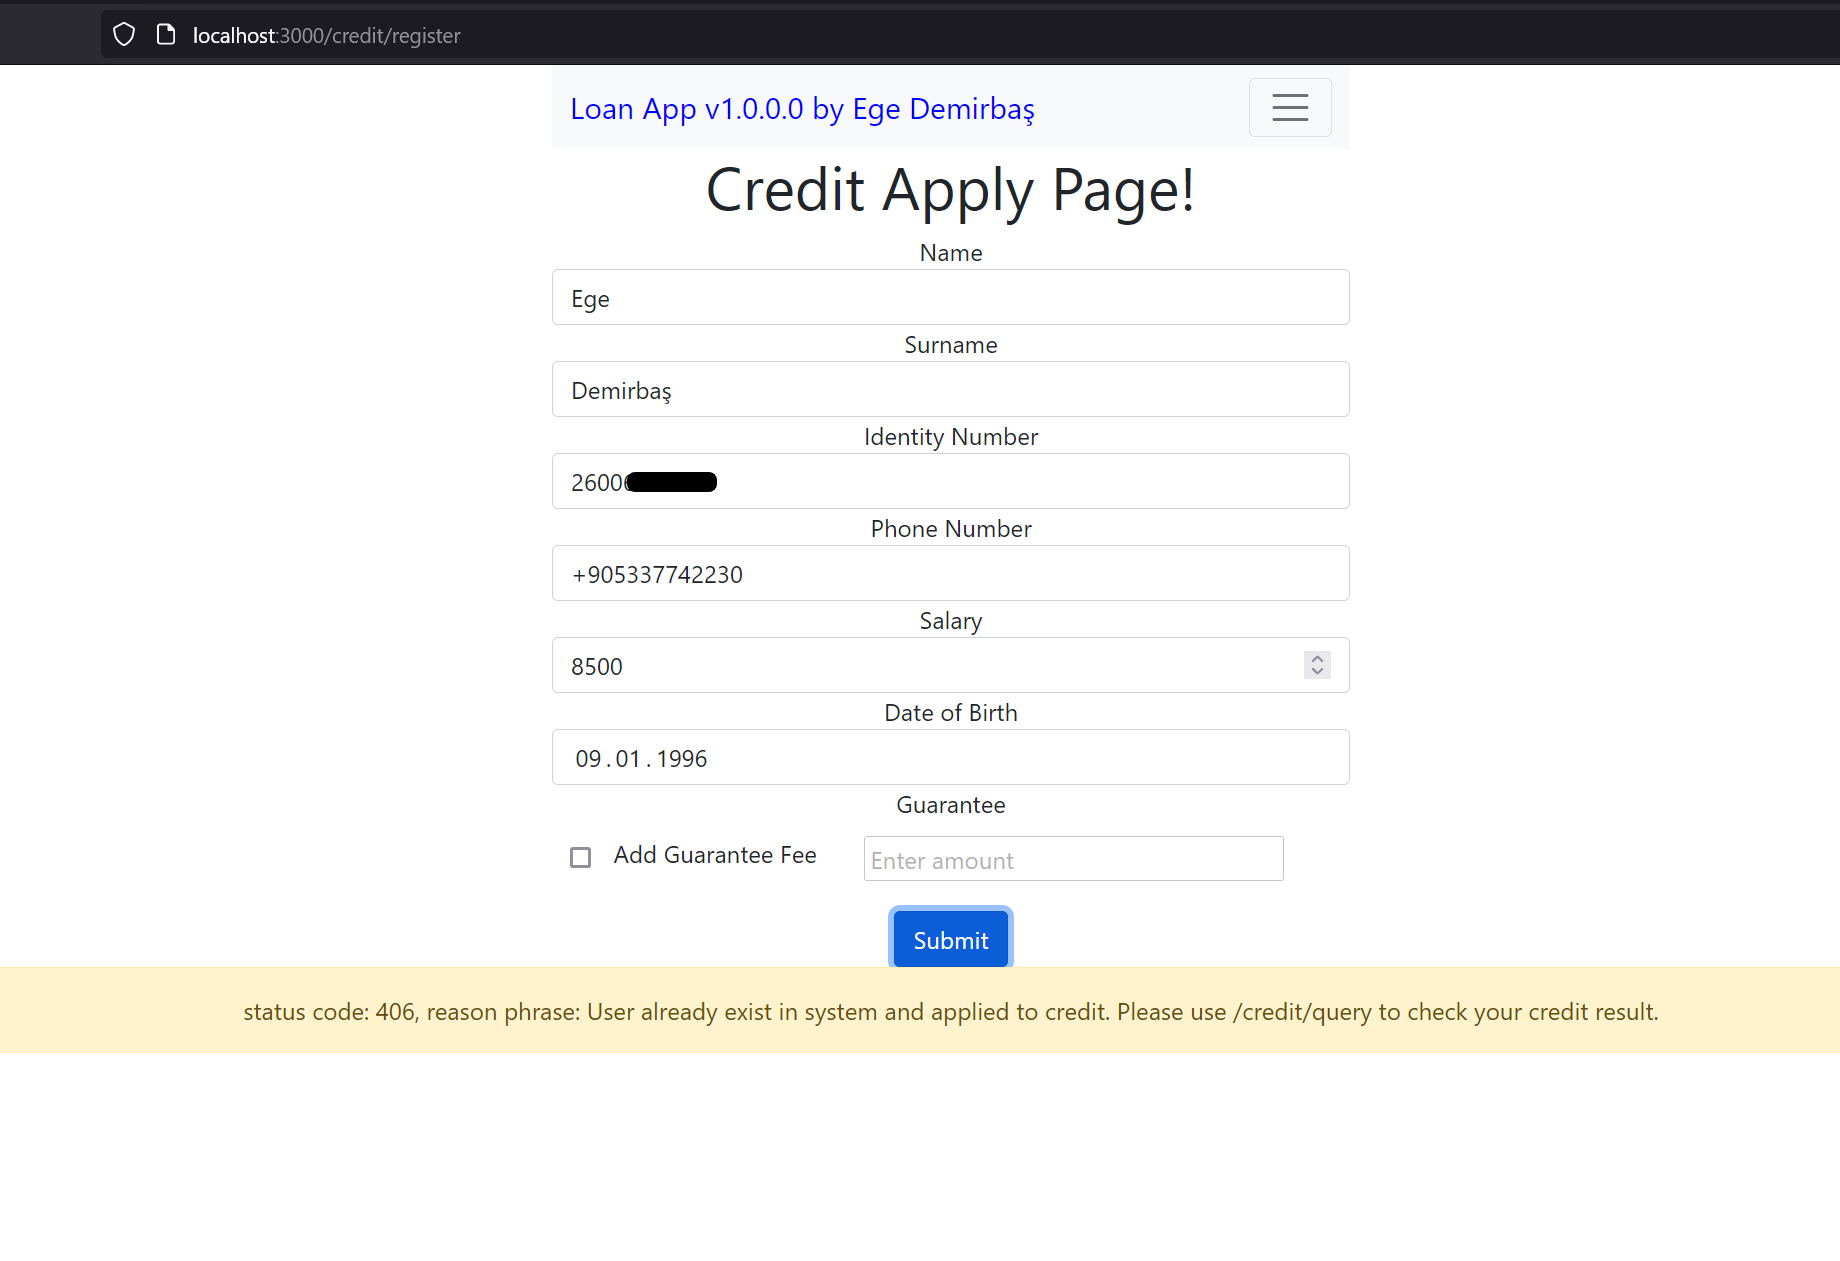 localhost:3000/credit/register
Loan App v1.0.0.0 by Ege Demirbaş
Credit Apply Page!
Name
Ege
Surname
Demirbaş
Identity Number
2600
Phone Number
+905337742230
Salary
8500
Date of Birth
09.01.1996
Guarantee
Add Guarantee Fee Enter amount
Submit
status code: 406, reason phrase: User already exist in system and applied to credit. Please use /credit/query to check your credit result.